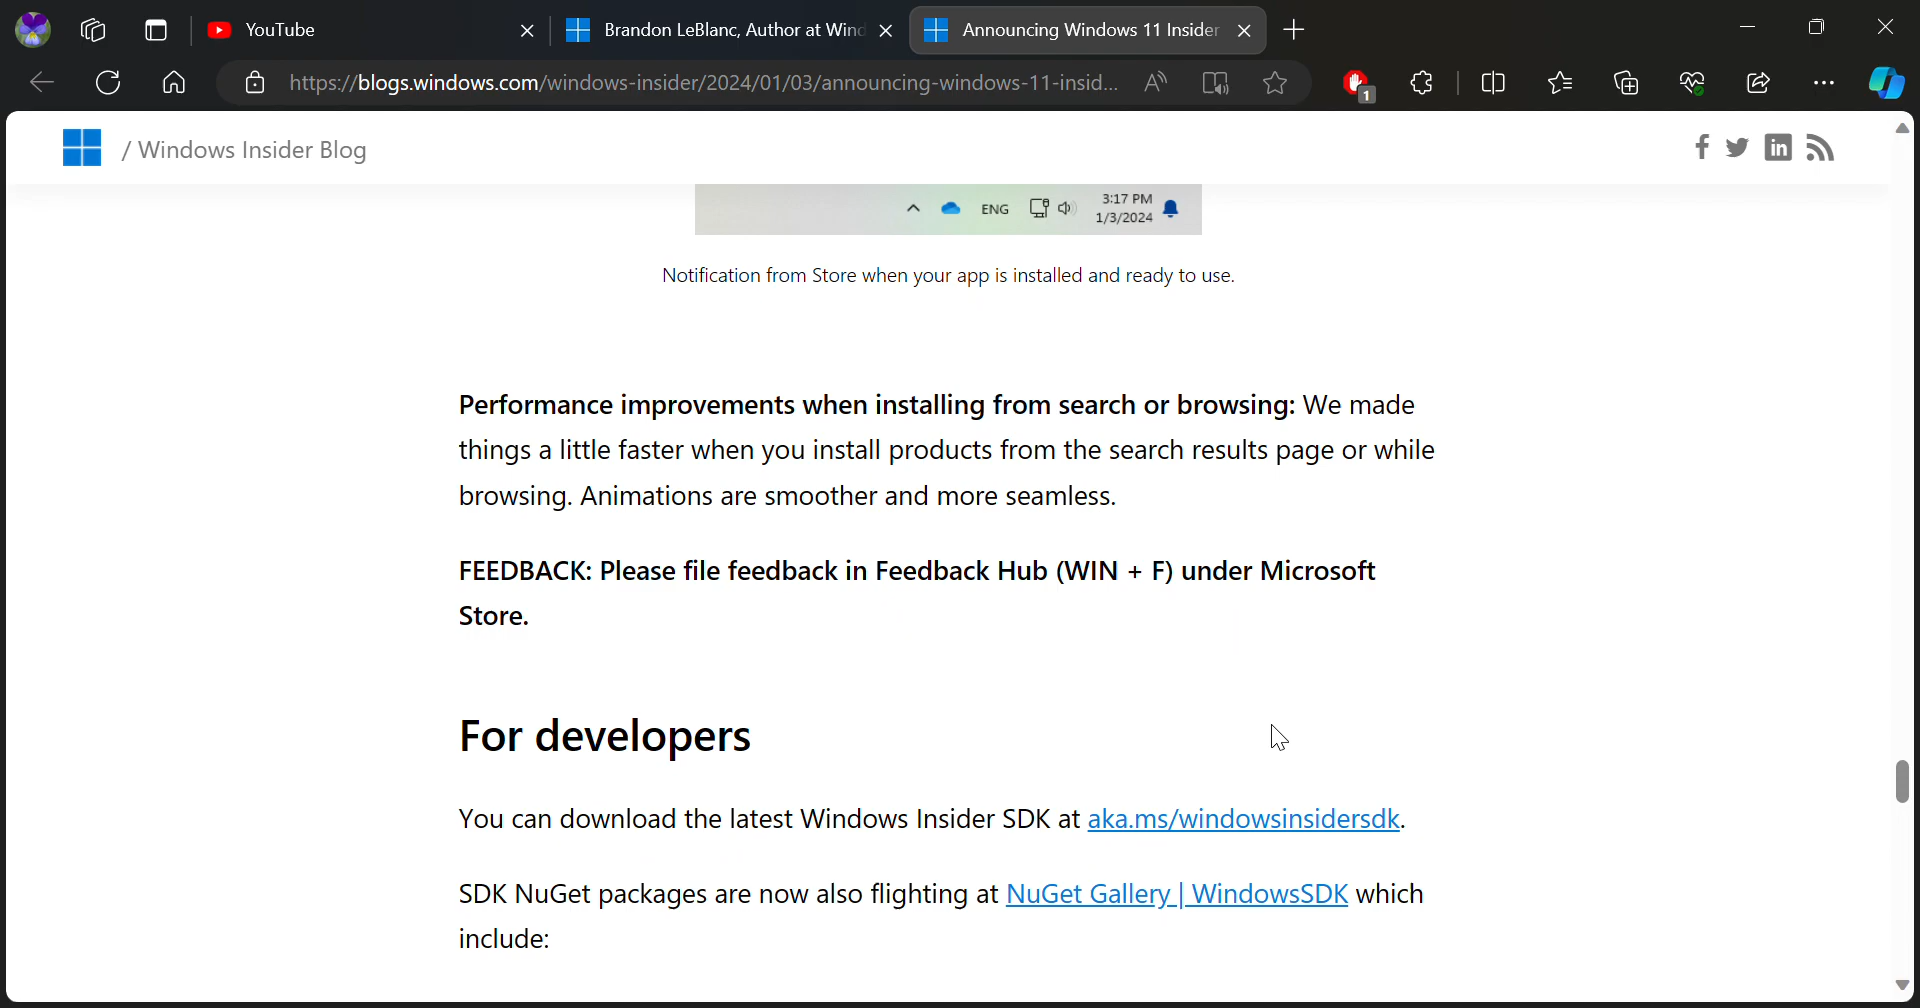 YouTube
Brandon LeBlanc, Author at Wind
Announcing Windows 11 Insider
https://blogs.windows.com/windows-insider/2024/01/03/announcing-windows-11-insid...
1
/ Windows Insider Blog
ENG
3:17 PM
1/3/2024
Notification from Store when your app is installed and ready to use.
Performance improvements when installing from search or browsing: We made
things a little faster when you install products from the search results page or while
browsing. Animations are smoother and more seamless.
FEEDBACK: Please file feedback in Feedback Hub (WIN + F) under Microsoft
Store.
For developers
You can download the latest Windows Insider SDK at aka.ms/windowsinsidersdk.
SDK NuGet packages are now also flighting at NuGet Gallery | WindowsSDK which
include: